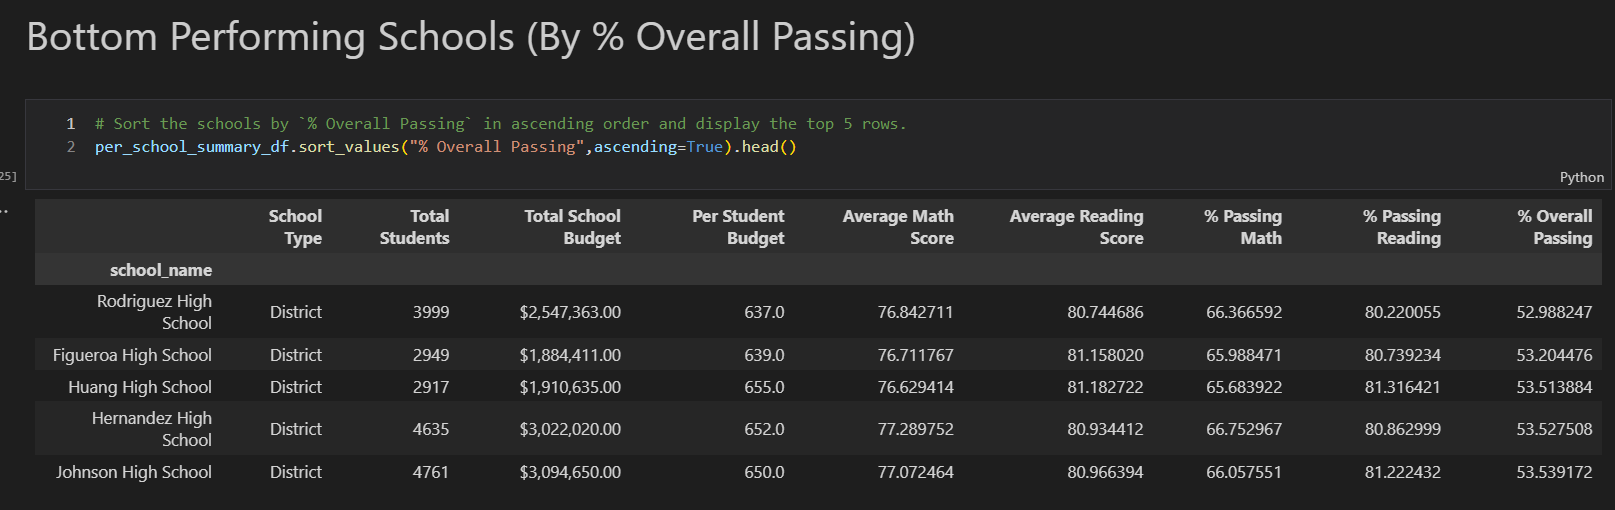 Bottom Performing Schools (By % Overall Passing)
1 # Sort the schools by `% Overall Passing` in ascending order and display the top 5 rows.
2 per_school_summary_df.sort_values("% Overall Passing",ascending=True).head()
25]
Python
School Type Total Students Total School Budget Per Student Budget Average Math Score Average Reading Score % Passing Math % Passing Reading % Overall Passing
school_name
Rodriguez High School District 3999 $2,547,363.00 637.0 76.842711 80.744686 66.366592 80.220055 52.988247
Figueroa High School District 2949 $1,884,411.00 639.0 76.711767 81.158020 65.988471 80.739234 53.204476
Huang High School District 2917 $1,910,635.00 655.0 76.629414 81.182722 65.683922 81.316421 53.513884
Hernandez High School District 4635 $3,022,020.00 652.0 77.289752 80.934412 66.752967 80.862999 53.527508
Johnson High School District 4761 $3,094,650.00 650.0 77.072464 80.966394 66.057551 81.222432 53.539172